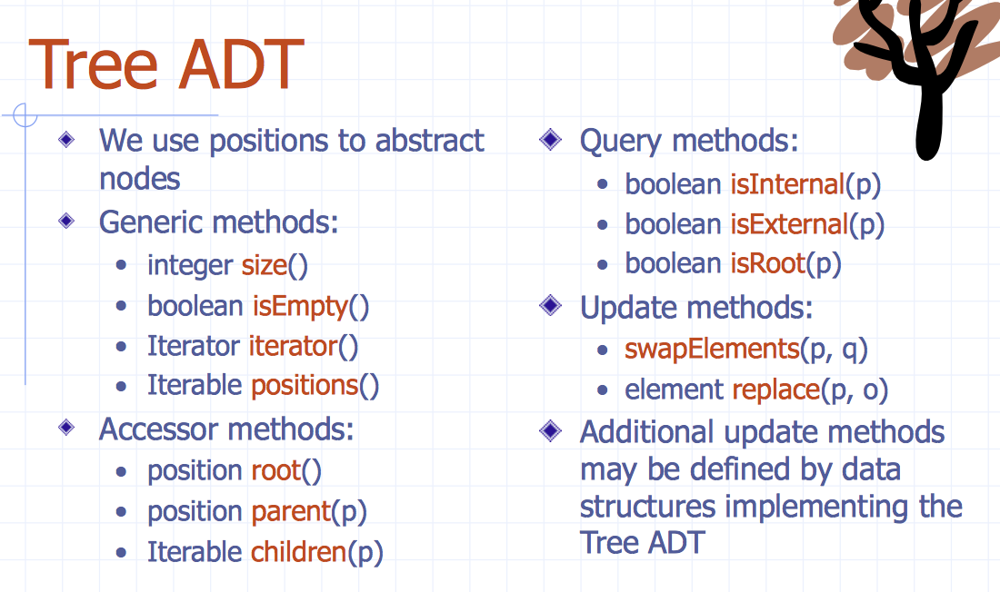 Tree ADT
We use positions to abstract
nodes
Generic methods:
integer size()
boolean isEmpty()
Iterator iterator()
Iterable positions()
Accessor methods:
position root()
position parent(p)
Iterable children(p)
Query methods:
boolean isInternal(p)
boolean isExternal(p)
boolean isRoot(p)
Update methods:
swapElements(p, q)
element replace(p, o)
Additional update methods
may be defined by data
structures implementing the
Tree ADT